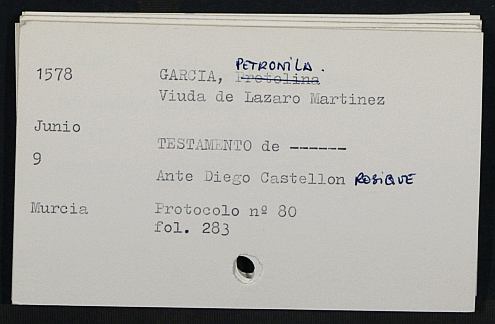 PETRONILA.
1578 GARCIA, Pretolina
Viuda de Lazaro Martinez
Junio
TESTAMENTO de ------
9
Ante Diego Castellon ROSIQUE
Murcia Protocolo nº 80
fol. 283